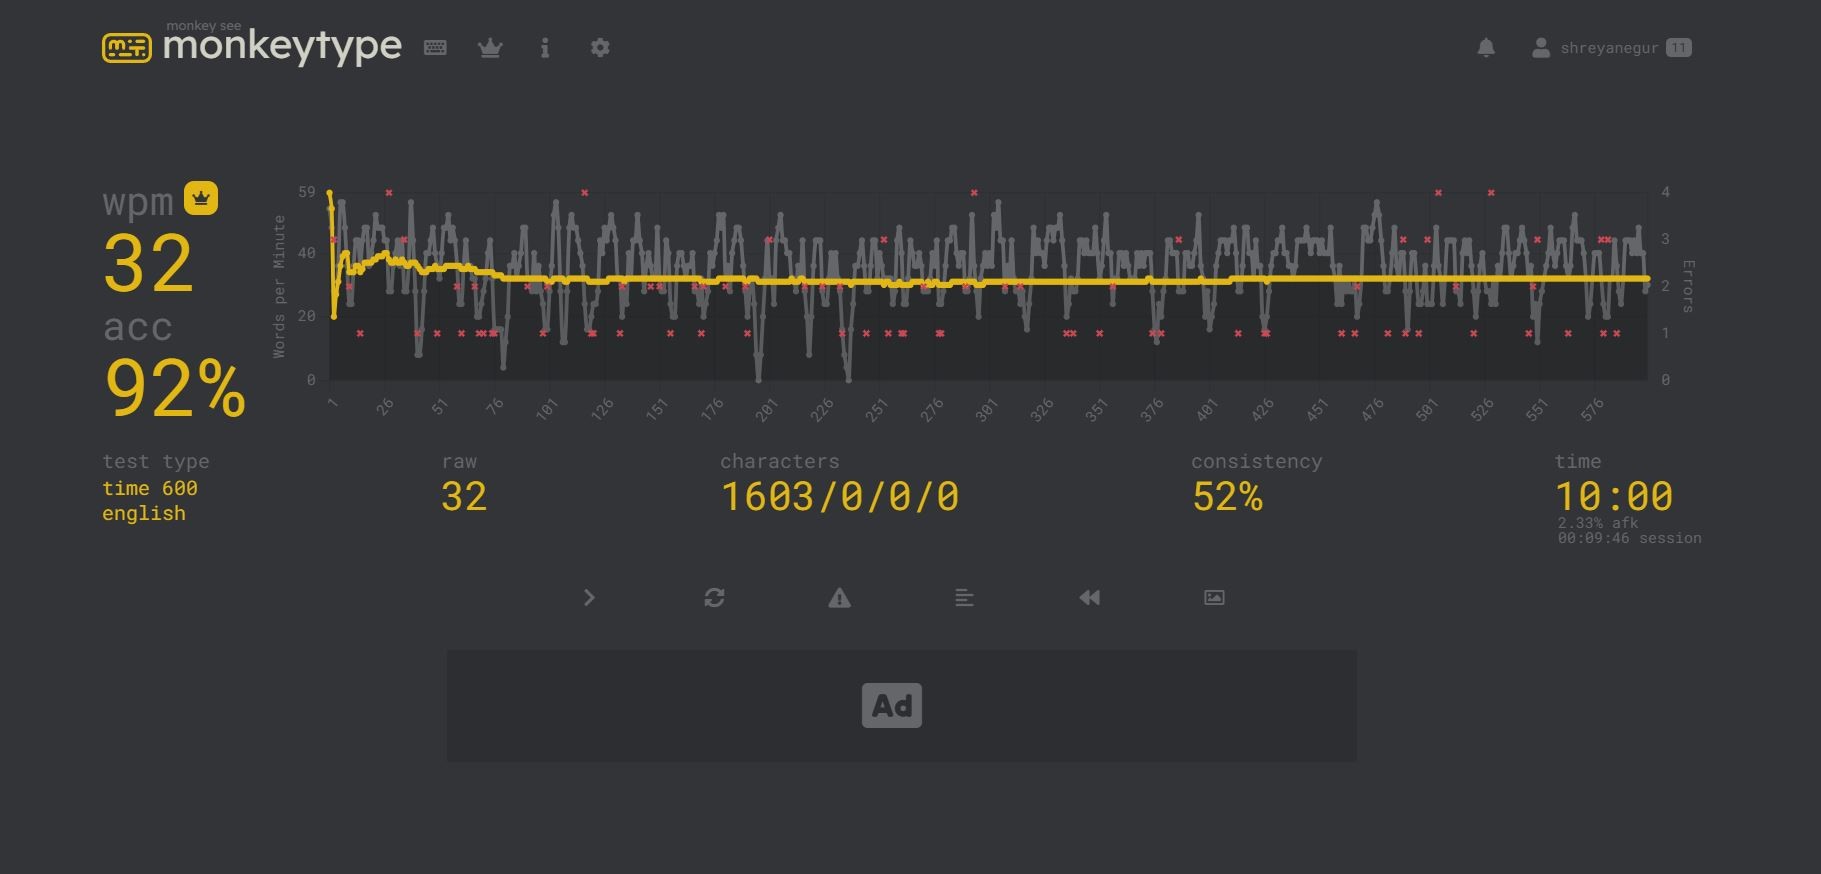 monkey see
monkeytype
shreyanegur 11
wpm
32
acc
92%
Words per Minute
59
40
20
0
4
3
2
1
0
Errors
1 26 51 76 101 126 151 176 201 226 251 276 301 326 351 376 401 426 451 476 501 526 551 576
test type
time 600
english
raw
32
characters
1603/0/0/0
consistency
52%
time
10:00
2.33% afk
00:09:46 session
Ad